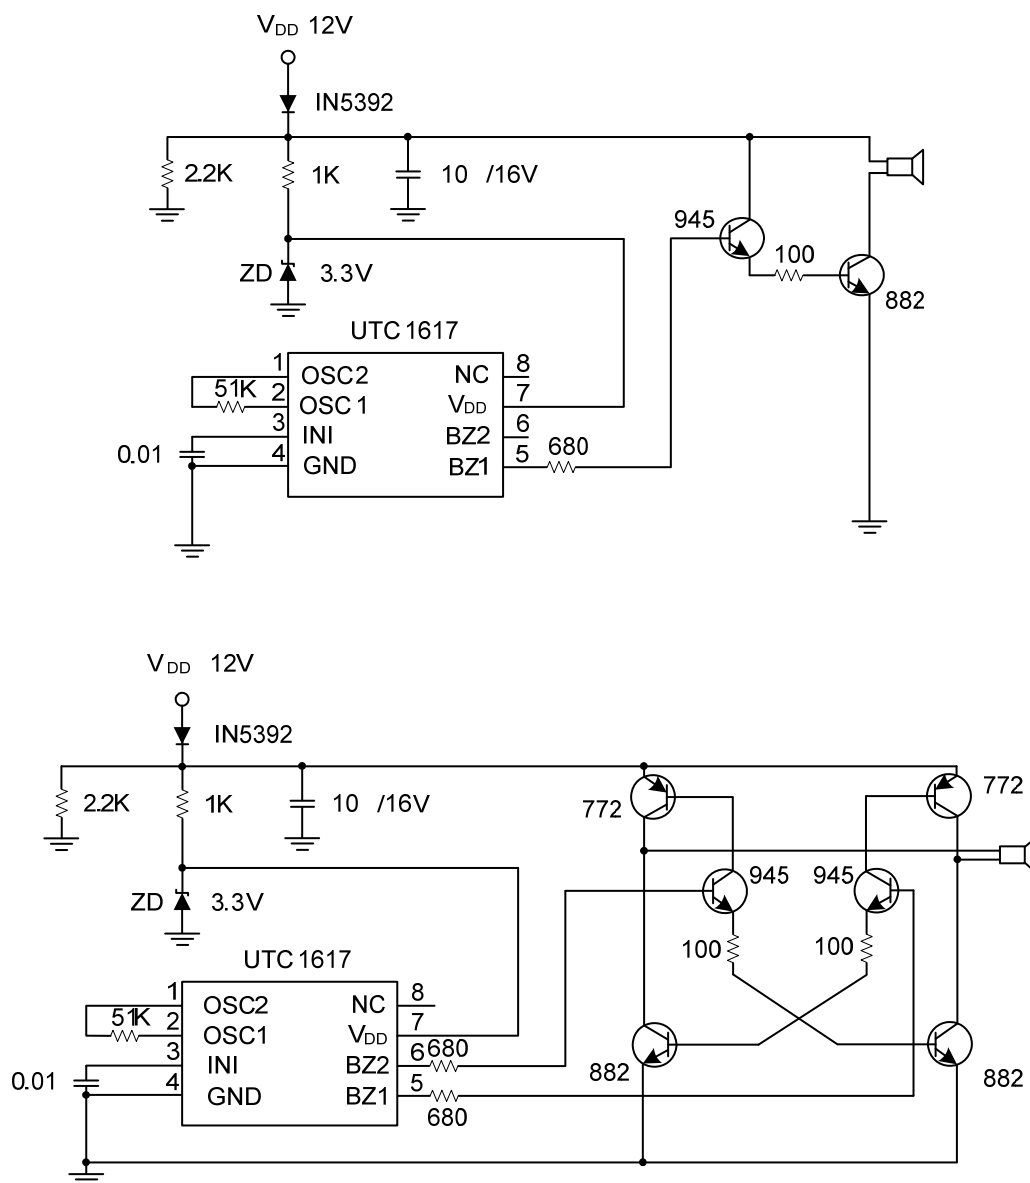 VDD 12V
IN5392
2.2K
1K
10 /16V
945
100
882
ZD
3.3V
UTC 1617
1
OSC2
NC
8
51K
2
OSC1
VDD
7
3
INI
BZ2
6
0.01
4
GND
BZ1
5
680
VDD 12V
IN5392
2.2K
1K
10 /16V
772
772
945
945
ZD
3.3V
100
100
UTC 1617
1
OSC2
NC
8
51K
2
OSC1
VDD
7
3
INI
BZ2
6
680
882
882
0.01
4
GND
BZ1
5
680